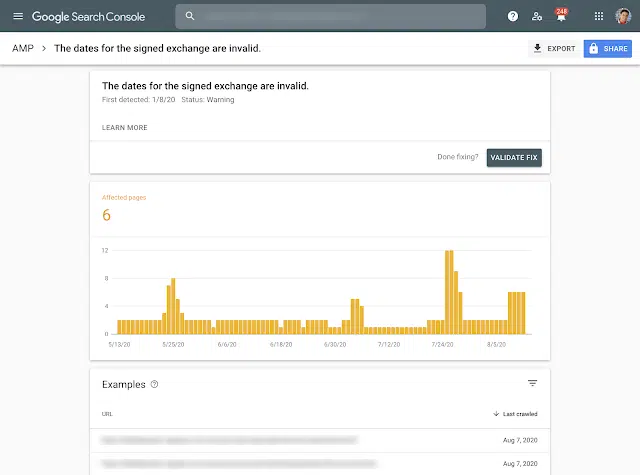 Google Search Console
248
AMP > The dates for the signed exchange are invalid.
EXPORT
SHARE
The dates for the signed exchange are invalid.
First detected: 1/8/20 Status: Warning
LEARN MORE
Done fixing? VALIDATE FIX
Affected pages
6
12
8
4
0
5/13/20 5/25/20 6/6/20 6/18/20 6/30/20 7/12/20 7/24/20 8/5/20
Examples
URL Last crawled
Aug 7, 2020
Aug 7, 2020